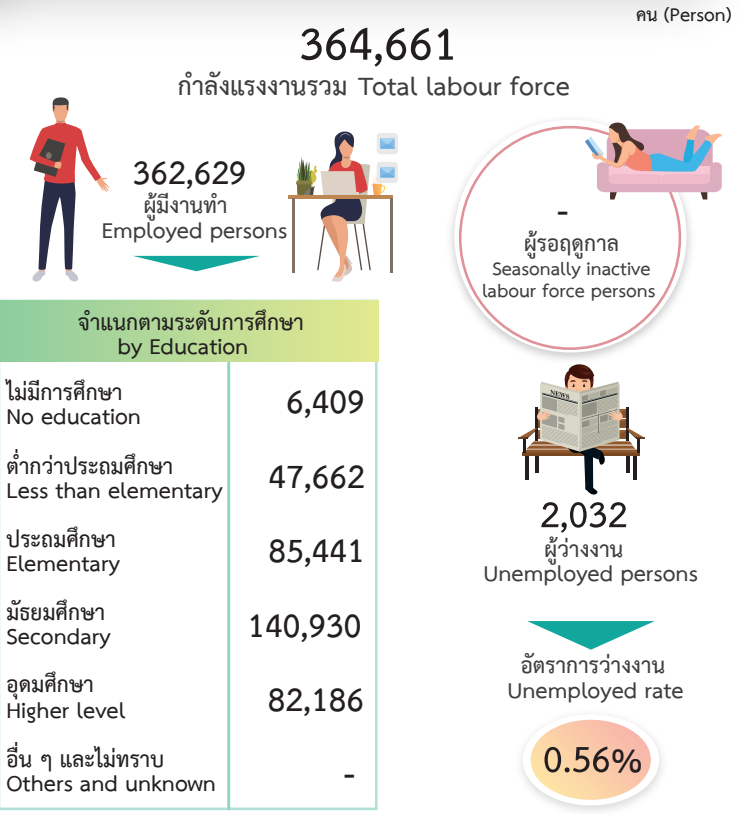 คน (Person)
364,661
กำลังแรงงานรวม Total labour force
362,629
ผู้มีงานทำ
Employed persons
-
ผู้รอฤดูกาล
Seasonally inactive
labour force persons
จำแนกตามระดับการศึกษา
by Education
ไม่มีการศึกษา
No education
6,409
ต่ำกว่าประถมศึกษา
Less than elementary
47,662
ประถมศึกษา
Elementary
85,441
มัธยมศึกษา
Secondary
140,930
อุดมศึกษา
Higher level
82,186
อื่น ๆ และไม่ทราบ
Others and unknown
-
NEWS
2,032
ผู้ว่างงาน
Unemployed persons
อัตราการว่างงาน
Unemployed rate
0.56%